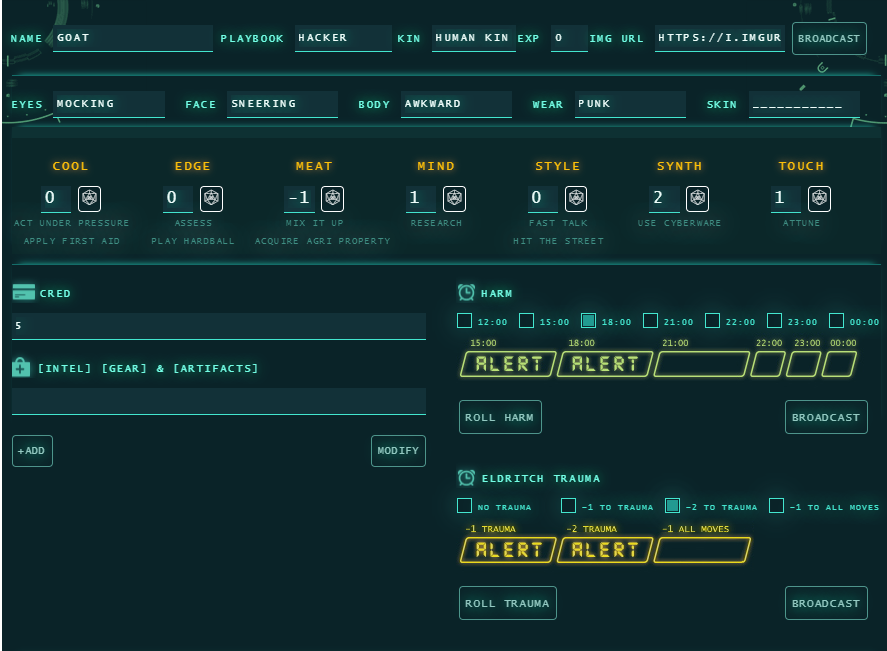 NAME GOAT PLAYBOOK HACKER KIN HUMAN KIN EXP 0 IMG URL HTTPS://I.IMGUR BROADCAST
EYES MOCKING FACE SNEERING BODY AWKWARD WEAR PUNK SKIN ___________
COOL EDGE MEAT MIND STYLE SYNTH TOUCH
0 0 -1 1 0 2 1
ACT UNDER PRESSURE ASSESS MIX IT UP RESEARCH FAST TALK USE CYBERWARE ATTUNE
APPLY FIRST AID PLAY HARDBALL ACQUIRE AGRI PROPERTY HIT THE STREET
CRED
5
[INTEL] [GEAR] & [ARTIFACTS]
+ADD MODIFY
HARM
12:00 15:00 18:00 21:00 22:00 23:00 00:00
15:00 18:00 21:00 22:00 23:00 00:00
ALERT ALERT
ROLL HARM BROADCAST
ELDRITCH TRAUMA
NO TRAUMA -1 TO TRAUMA -2 TO TRAUMA -1 TO ALL MOVES
-1 TRAUMA -2 TRAUMA -1 ALL MOVES
ALERT ALERT
ROLL TRAUMA BROADCAST